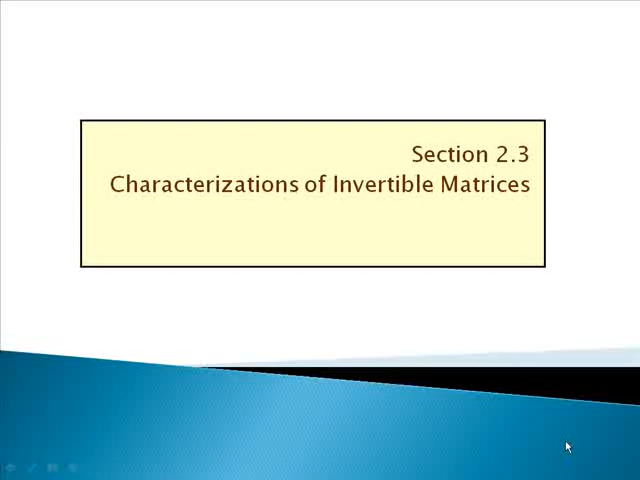 Section 2.3
Characterizations of Invertible Matrices